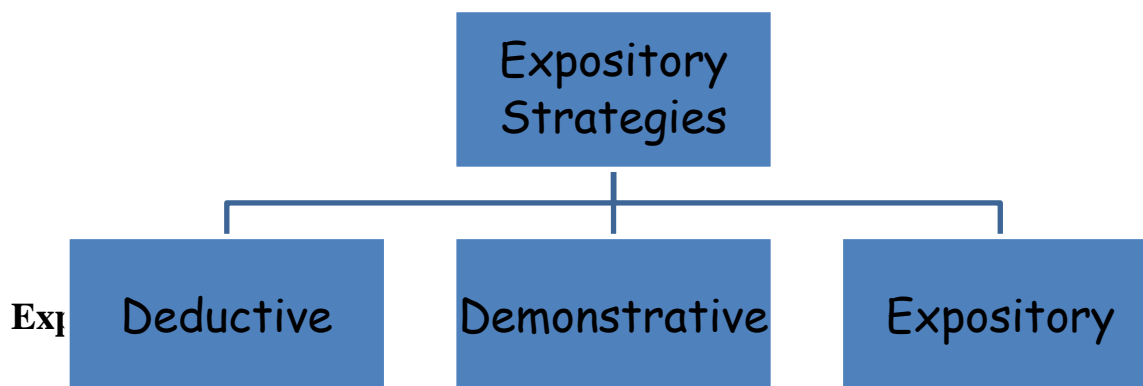 Expository
Strategies
Deductive
Demonstrative
Expository